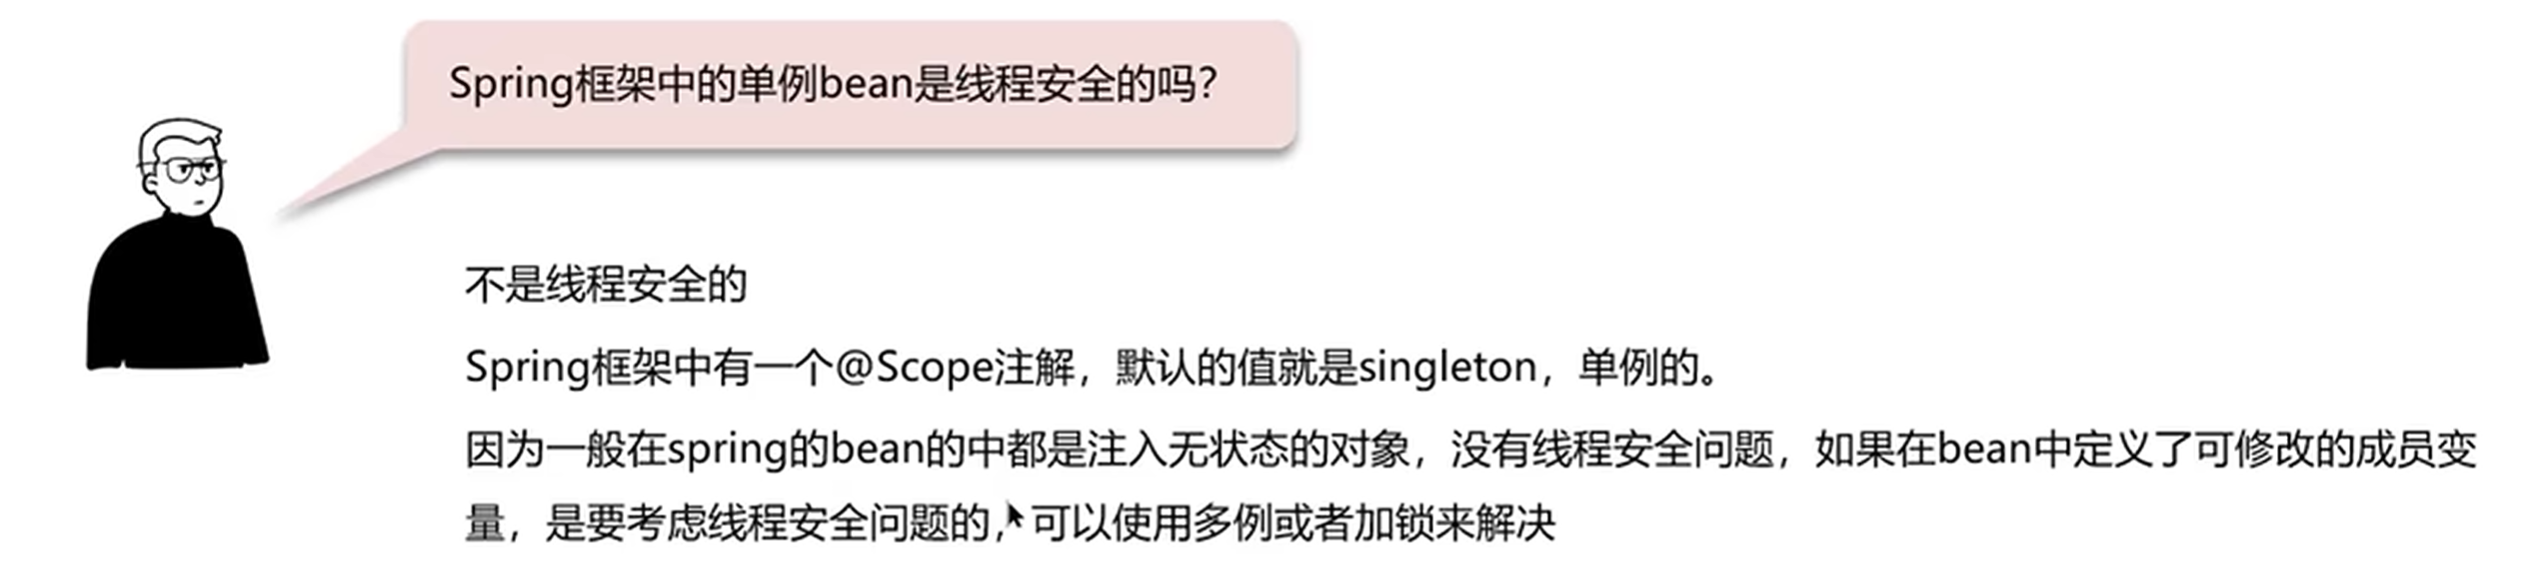 Spring框架中的单例bean是线程安全的吗？
不是线程安全的
Spring框架中有一个@Scope注解，默认的值就是singleton，单例的。
因为一般在spring的bean的中都是注入无状态的对象，没有线程安全问题，如果在bean中定义了可修改的成员变
量，是要考虑线程安全问题的，可以使用多例或者加锁来解决